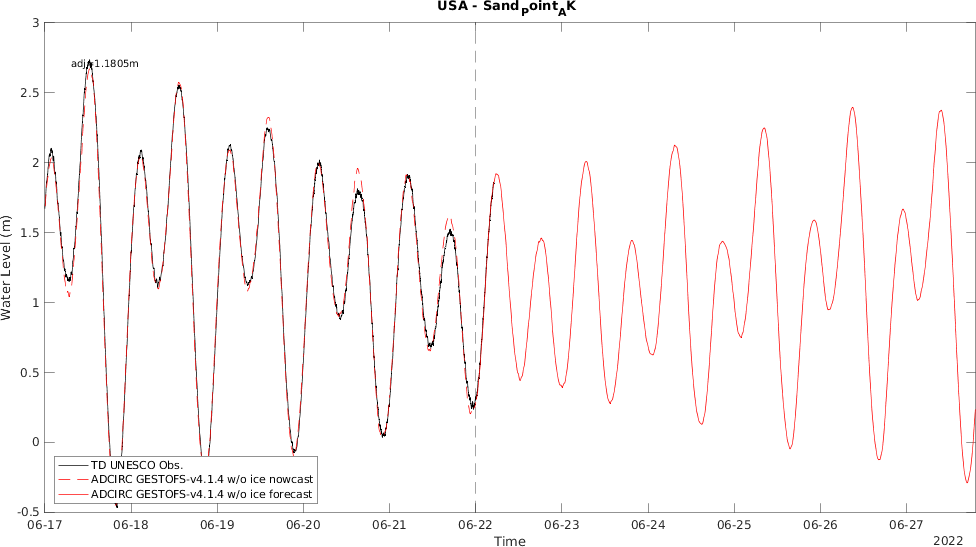 USA - Sand_Point_AK
adj=1.1805m
3
2.5
2
1.5
1
0.5
0
-0.5
Water Level (m)
TD UNESCO Obs.
ADCIRC GESTOFS-v4.1.4 w/o ice nowcast
ADCIRC GESTOFS-v4.1.4 w/o ice forecast
06-17 06-18 06-19 06-20 06-21 06-22 06-23 06-24 06-25 06-26 06-27
Time
2022